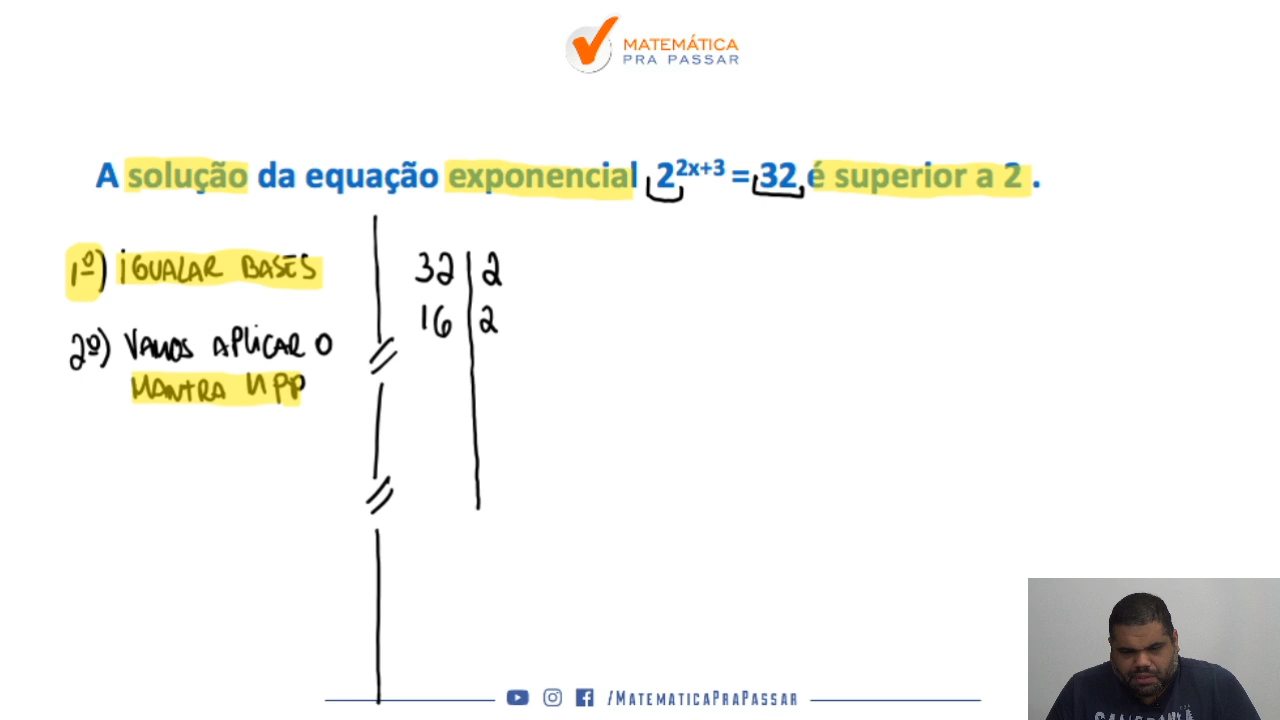 MATEMÁTICA
PRA PASSAR
A solução da equação exponencial 2^{2x+3} = 32 é superior a 2 .
1º) IGUALAR BASES
2º) VAMOS APLICAR O
MANTRA MPP
32 | 2
16 | 2
/MATEMATICAPRAPASSAR